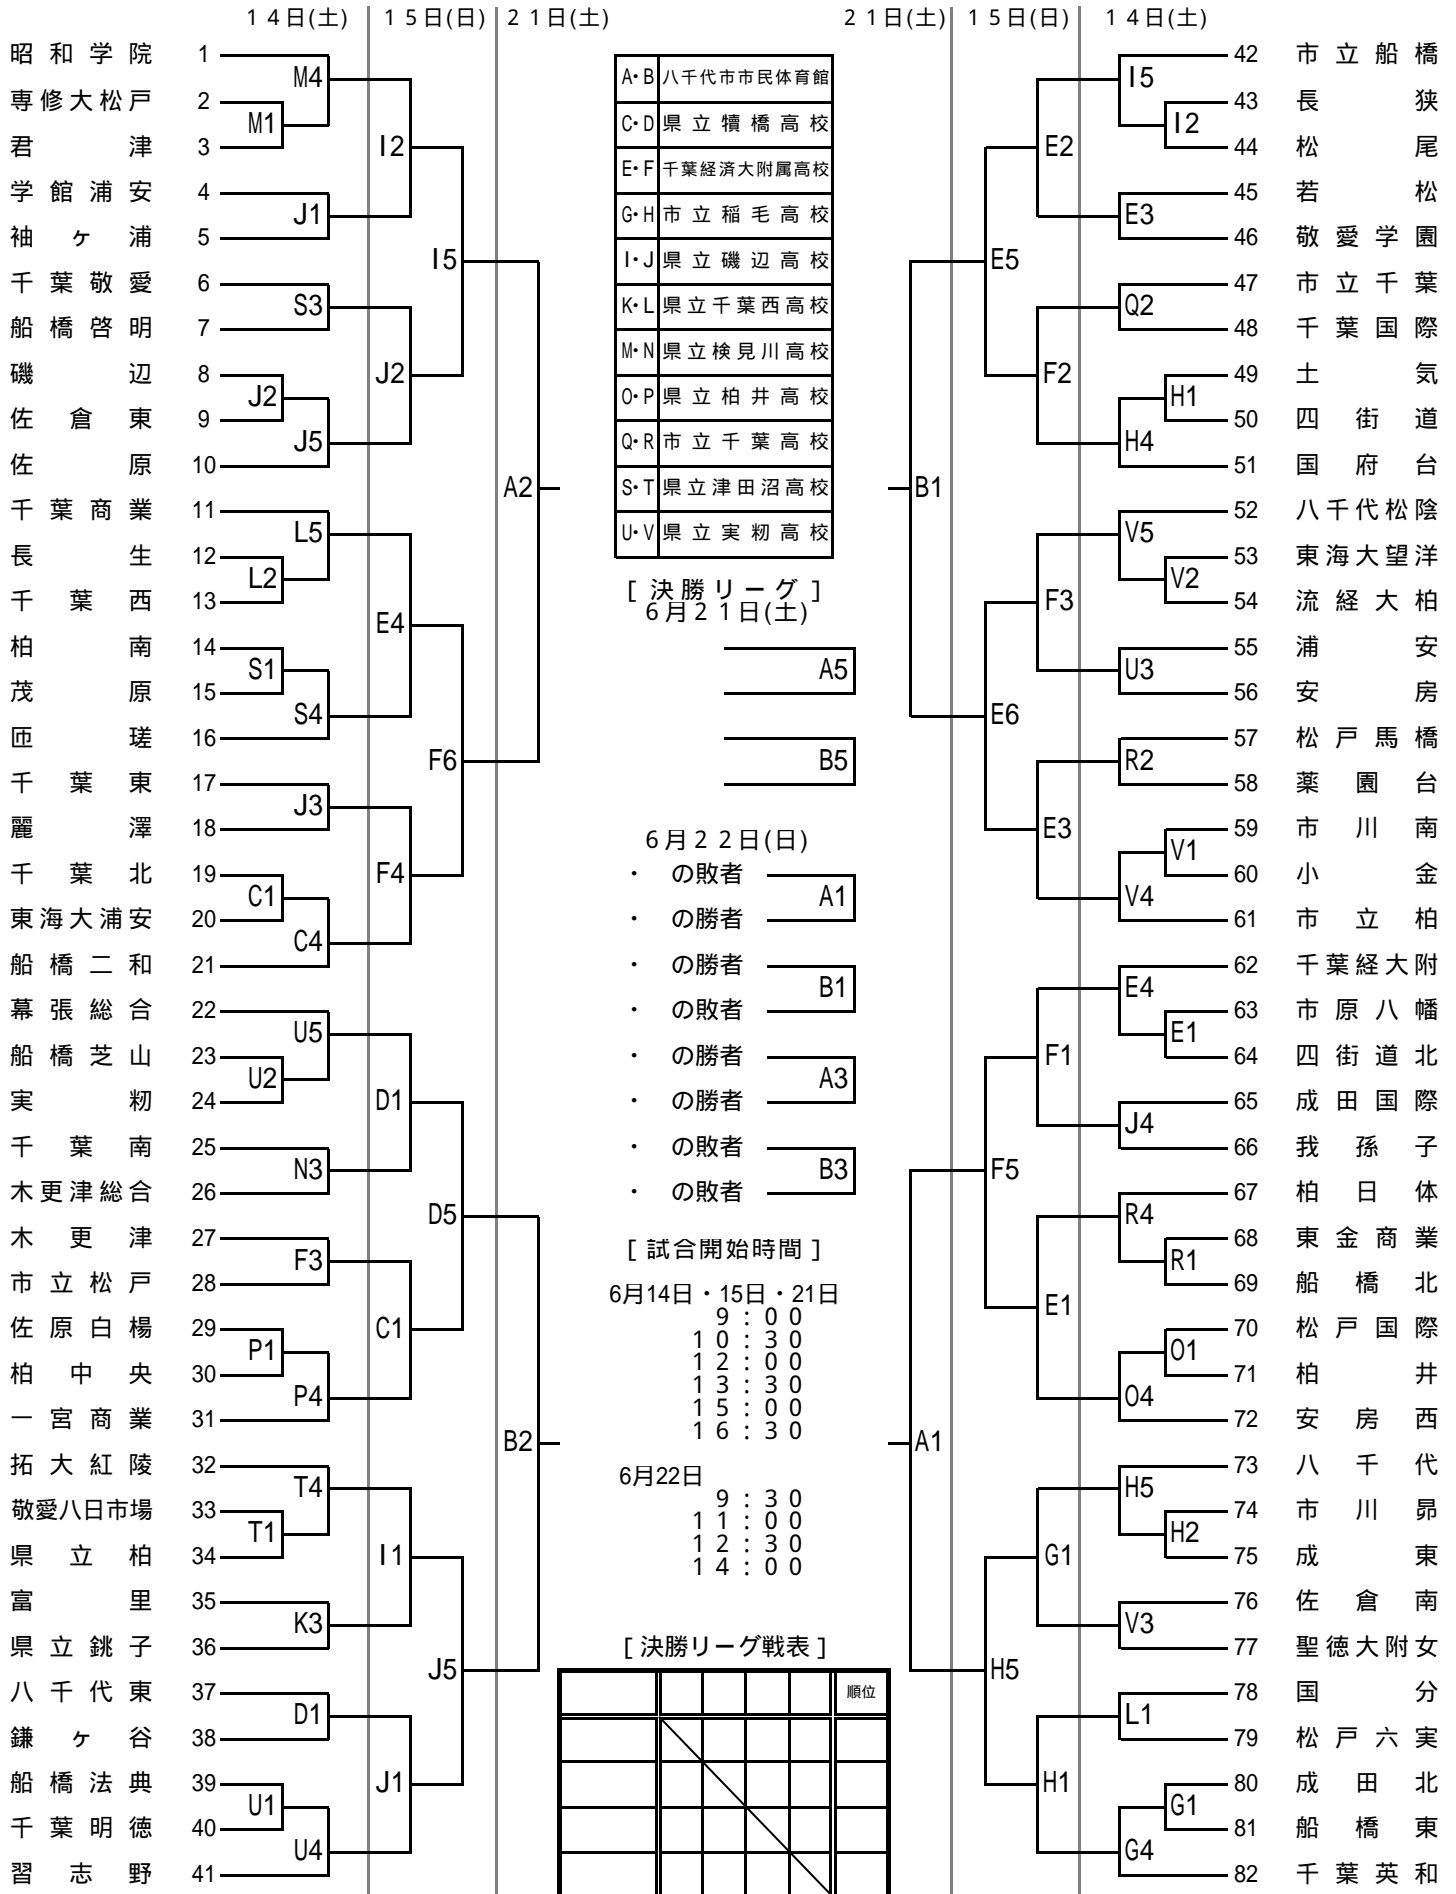 14日(土) 15日(日) 21日(土) 21日(土) 15日(日) 14日(土)
昭和学院 1
専修大松戸 2
君津 3
学館浦安 4
袖ヶ浦 5
千葉敬愛 6
船橋啓明 7
磯辺 8
佐倉東 9
佐原 10
千葉商業 11
長生 12
千葉西 13
柏南 14
茂原 15
匝瑳 16
千葉東 17
麗澤 18
千葉北 19
東海大浦安 20
船橋二和 21
幕張総合 22
船橋芝山 23
実籾 24
千葉南 25
木更津総合 26
木更津 27
市立松戸 28
佐原白楊 29
柏中央 30
一宮商業 31
拓大紅陵 32
敬愛八日市場 33
県立柏 34
富里 35
県立銚子 36
八千代東 37
鎌ヶ谷 38
船橋法典 39
千葉明徳 40
習志野 41
M4
M1
J1
S3
J2
J5
L5
L2
S1
S4
J3
C1
C4
U5
U2
N3
F3
P1
P4
T4
T1
K3
D1
U1
U4
I2
J2
E4
F4
D1
C1
I1
J1
I5
F6
D5
J5
A2
B2
A・B 八千代市市民体育館
C・D 県立犢橋高校
E・F 千葉経済大附属高校
G・H 市立稲毛高校
I・J 県立磯辺高校
K・L 県立千葉西高校
M・N 県立検見川高校
O・P 県立柏井高校
Q・R 市立千葉高校
S・T 県立津田沼高校
U・V 県立実籾高校
[決勝リーグ]
6月21日(土)
A5
B5
6月22日(日)
・ の敗者
A1
・ の勝者
・ の勝者
B1
・ の敗者
・ の勝者
A3
・ の勝者
・ の敗者
B3
・ の敗者
[試合開始時間]
6月14日・15日・21日
9:00
10:30
12:00
13:30
15:00
16:30
6月22日
9:30
11:00
12:30
14:00
[決勝リーグ戦表]
順位
B1
A1
E5
E6
F5
H5
E2
F2
F3
E3
F1
E1
G1
H1
I5
I2
E3
Q2
H1
H4
V5
V2
U3
R2
V1
V4
E4
E1
J4
R4
R1
O1
O4
H5
H2
V3
L1
G1
G4
42 市立船橋
43 長狭
44 松尾
45 若松
46 敬愛学園
47 市立千葉
48 千葉国際
49 土気
50 四街道
51 国府台
52 八千代松陰
53 東海大望洋
54 流経大柏
55 浦安
56 安房
57 松戸馬橋
58 薬園台
59 市川南
60 小金
61 市立柏
62 千葉経大附
63 市原八幡
64 四街道北
65 成田国際
66 我孫子
67 柏日体
68 東金商業
69 船橋北
70 松戸国際
71 柏井
72 安房西
73 八千代
74 市川昴
75 成東
76 佐倉南
77 聖徳大附女
78 国分
79 松戸六実
80 成田北
81 船橋東
82 千葉英和